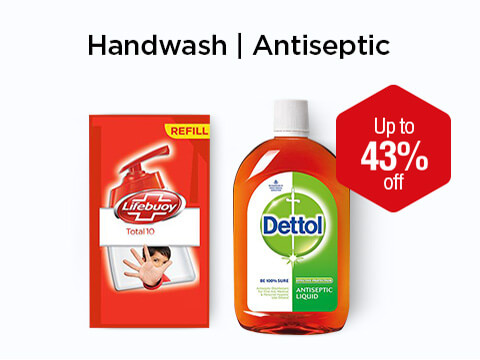 Handwash | Antiseptic
REFILL
Lifebuoy
Total 10
Up to
43%
off
Dettol
BE 100% SURE
ANTISEPTIC
LIQUID